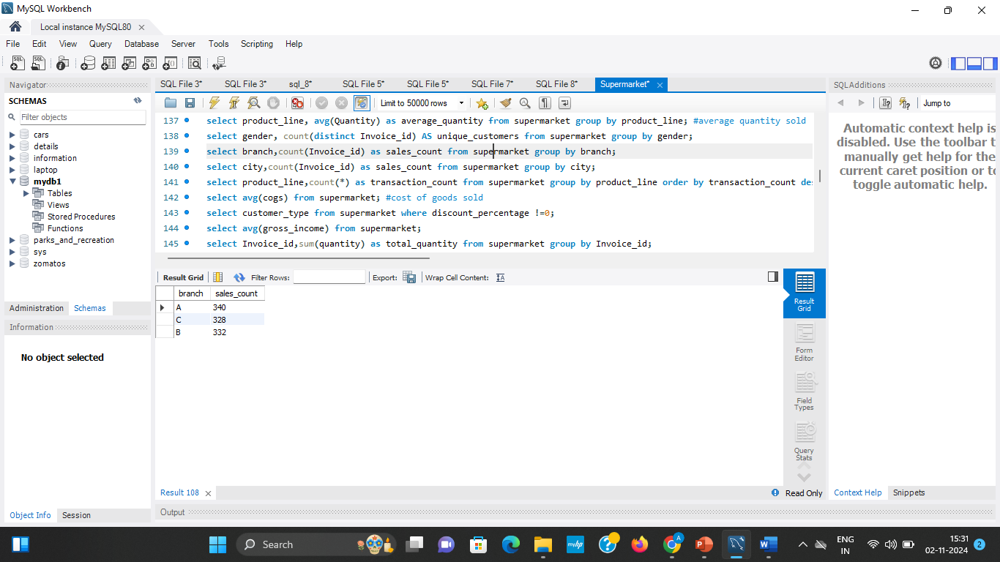 MySQL Workbench
Local instance MySQL80
File Edit View Query Database Server Tools Scripting Help
Navigator
SCHEMAS
Filter objects
cars
details
information
laptop
mydb1
Tables
Views
Stored Procedures
Functions
parks_and_recreation
sys
zomatos
Administration Schemas
Information
No object selected
Object Info Session
SQL File 3* SQL File 3* sql_8* SQL File 5* SQL File 5* SQL File 7* SQL File 8* Supermarket*
Limit to 50000 rows
137 select product_line, avg(Quantity) as average_quantity from supermarket group by product_line; #average quantity sold
138 select gender, count(distinct Invoice_id) AS unique_customers from supermarket group by gender;
139 select branch,count(Invoice_id) as sales_count from supermarket group by branch;
140 select city,count(Invoice_id) as sales_count from supermarket group by city;
141 select product_line,count(*) as transaction_count from supermarket group by product_line order by transaction_count des
142 select avg(cogs) from supermarket; #cost of goods sold
143 select customer_type from supermarket where discount_percentage !=0;
144 select avg(gross_income) from supermarket;
145 select Invoice_id,sum(quantity) as total_quantity from supermarket group by Invoice_id;
Result Grid Filter Rows: Export: Wrap Cell Content:
branch sales_count
A 340
C 328
B 332
Result
Grid
Form
Editor
Field
Types
Query
Stats
Result 108
Read Only
Output
SQLAdditions
Jump to
Automatic context help is
disabled. Use the toolbar t
manually get help for the
current caret position or to
toggle automatic help.
Context Help Snippets
Search
myhp
A
ENG
IN
15:31
02-11-2024
2